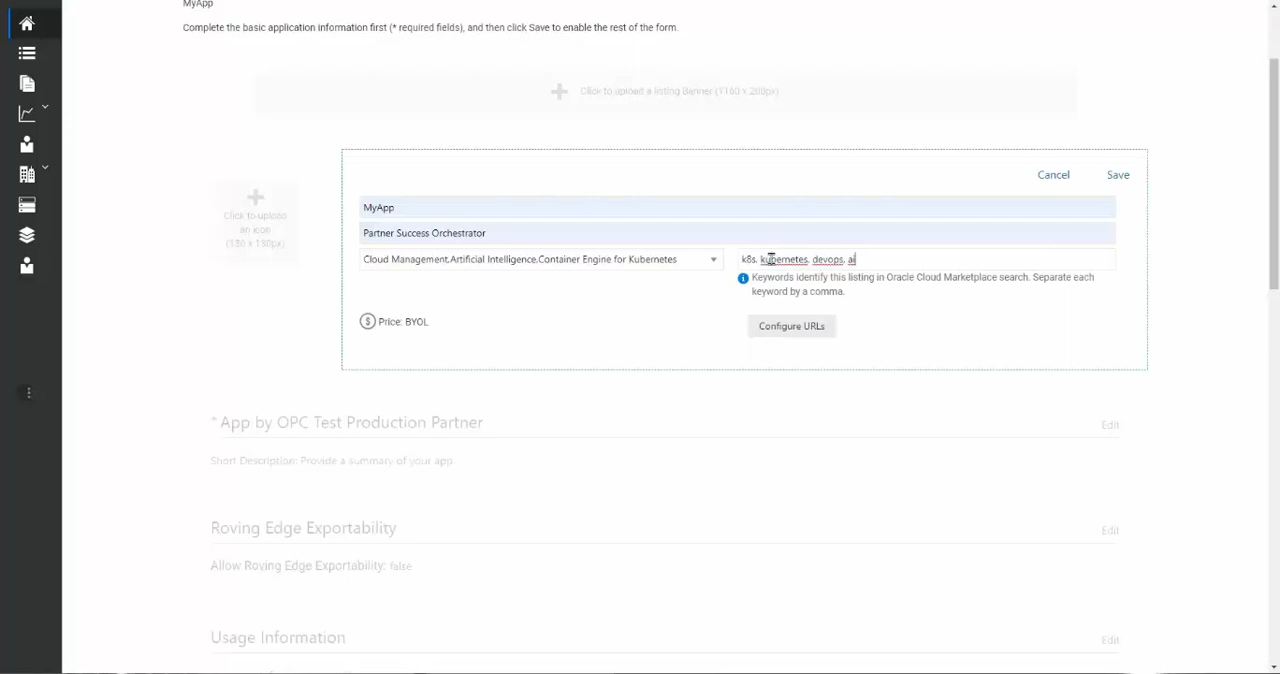 MyApp
Complete the basic application information first (* required fields), and then click Save to enable the rest of the form.
Click to upload a listing Banner (1160 x 200px)
Cancel Save
Click to upload
an icon
(130 x 130px)
MyApp
Partner Success Orchestrator
Cloud Management,Artificial Intelligence,Container Engine for Kubernetes
k8s, kubernetes, devops, ai
Keywords identify this listing in Oracle Cloud Marketplace search. Separate each
keyword by a comma.
$ Price: BYOL
Configure URLs
* App by OPC Test Production Partner Edit
Short Description: Provide a summary of your app
Roving Edge Exportability Edit
Allow Roving Edge Exportability: false
Usage Information Edit